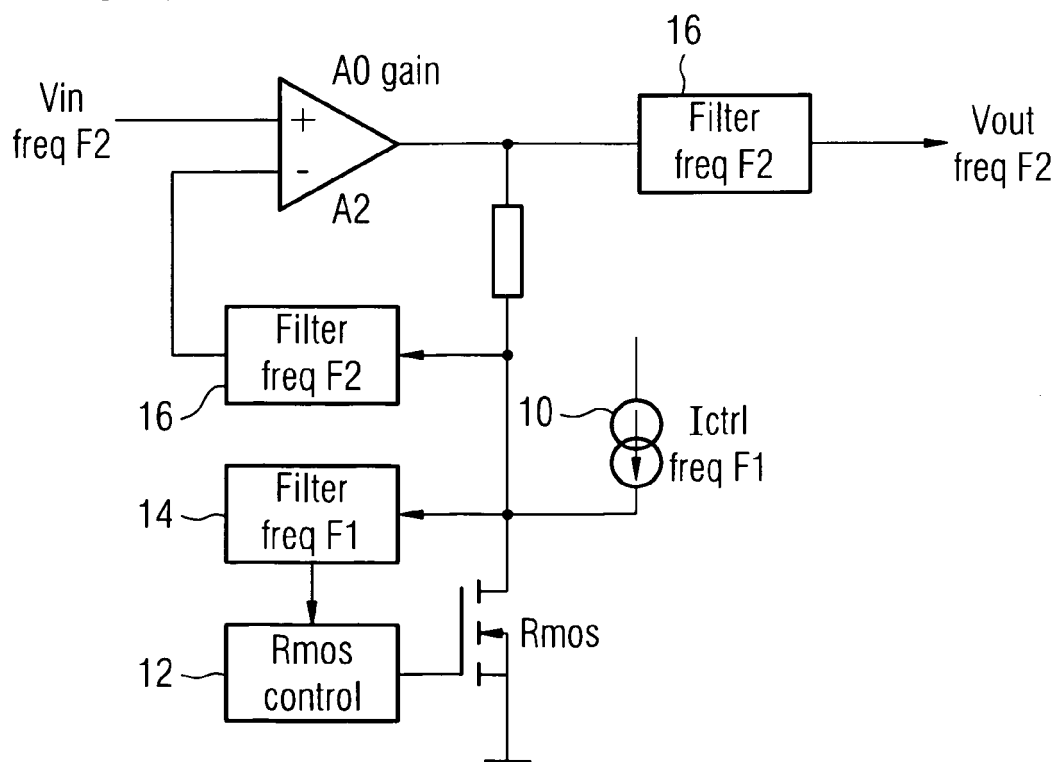 16
A0 gain
Vin
freq F2
+
-
A2
Filter
freq F2
Vout
freq F2
Filter
freq F2
16
10
Ictrl
freq F1
Filter
freq F1
14
Rmos
Rmos
control
12